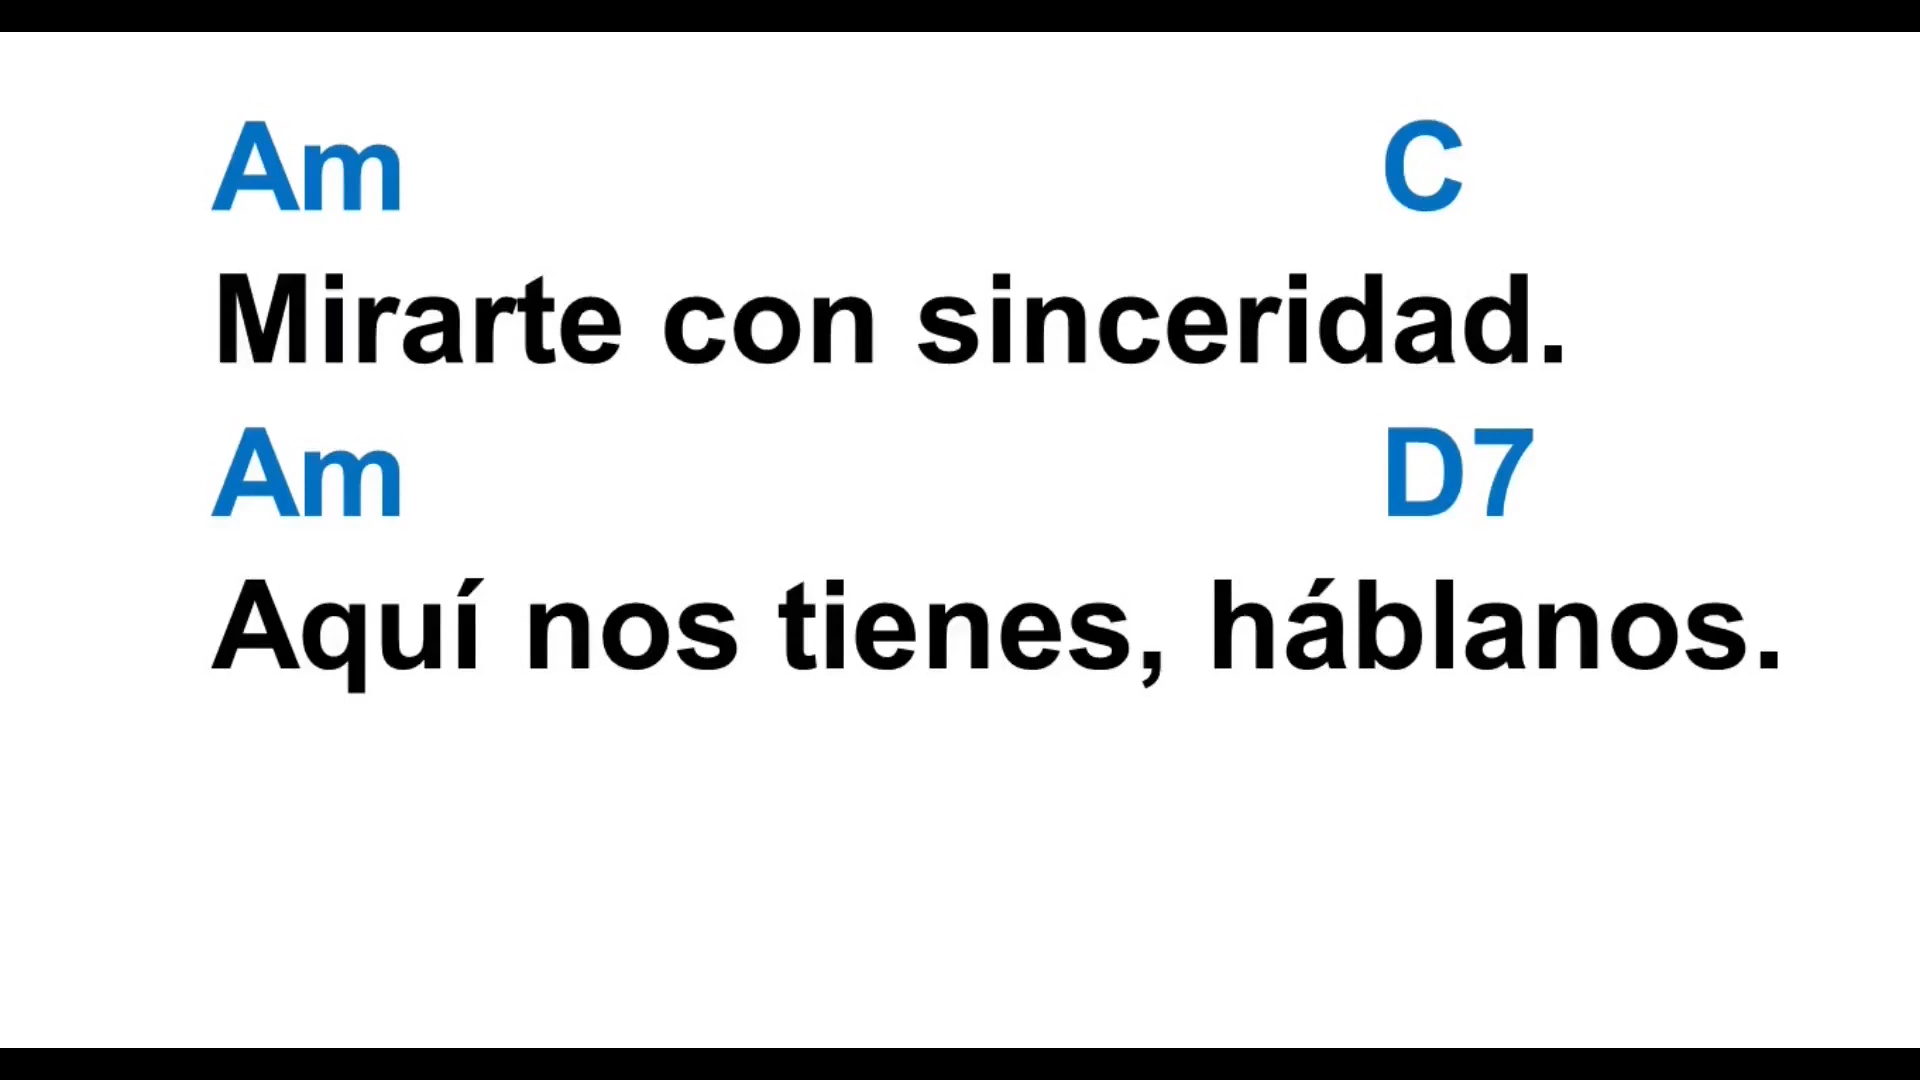 Am C
Mirarte con sinceridad.
Am D7
Aquí nos tienes, háblanos.